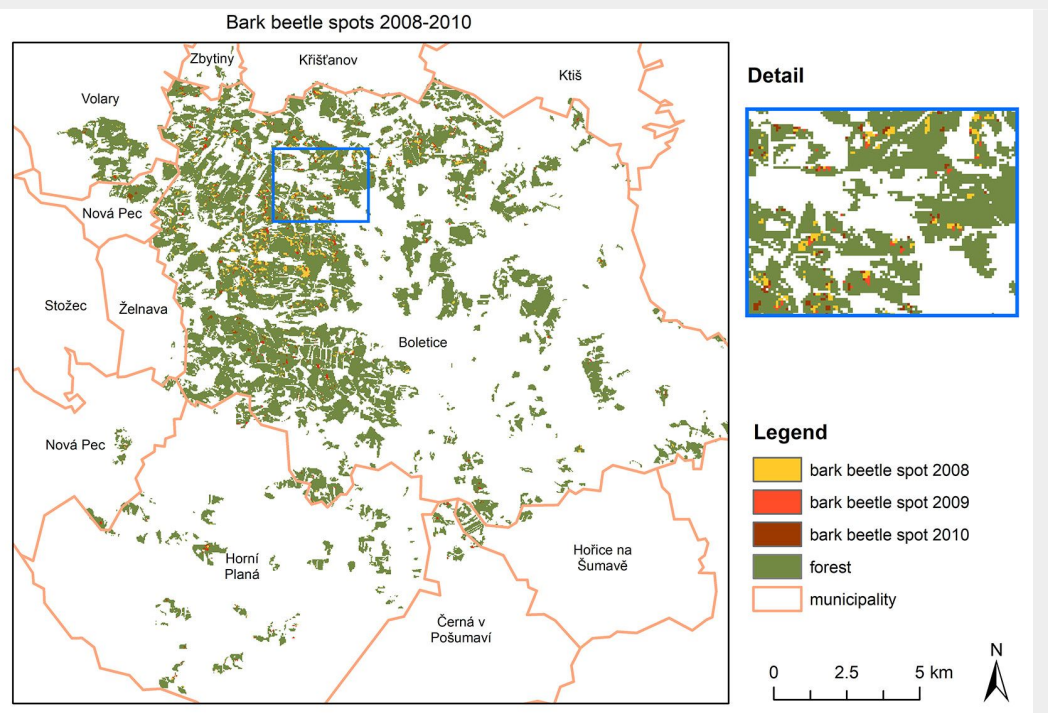 Bark beetle spots 2008-2010
Zbytiny
Křišťanov
Ktiš
Volary
Nová Pec
Stožec
Želnava
Boletice
Nová Pec
Horní
Planá
Hořice na
Šumavě
Černá v
Pošumaví
Detail
Legend
bark beetle spot 2008
bark beetle spot 2009
bark beetle spot 2010
forest
municipality
N
0 2.5 5 km